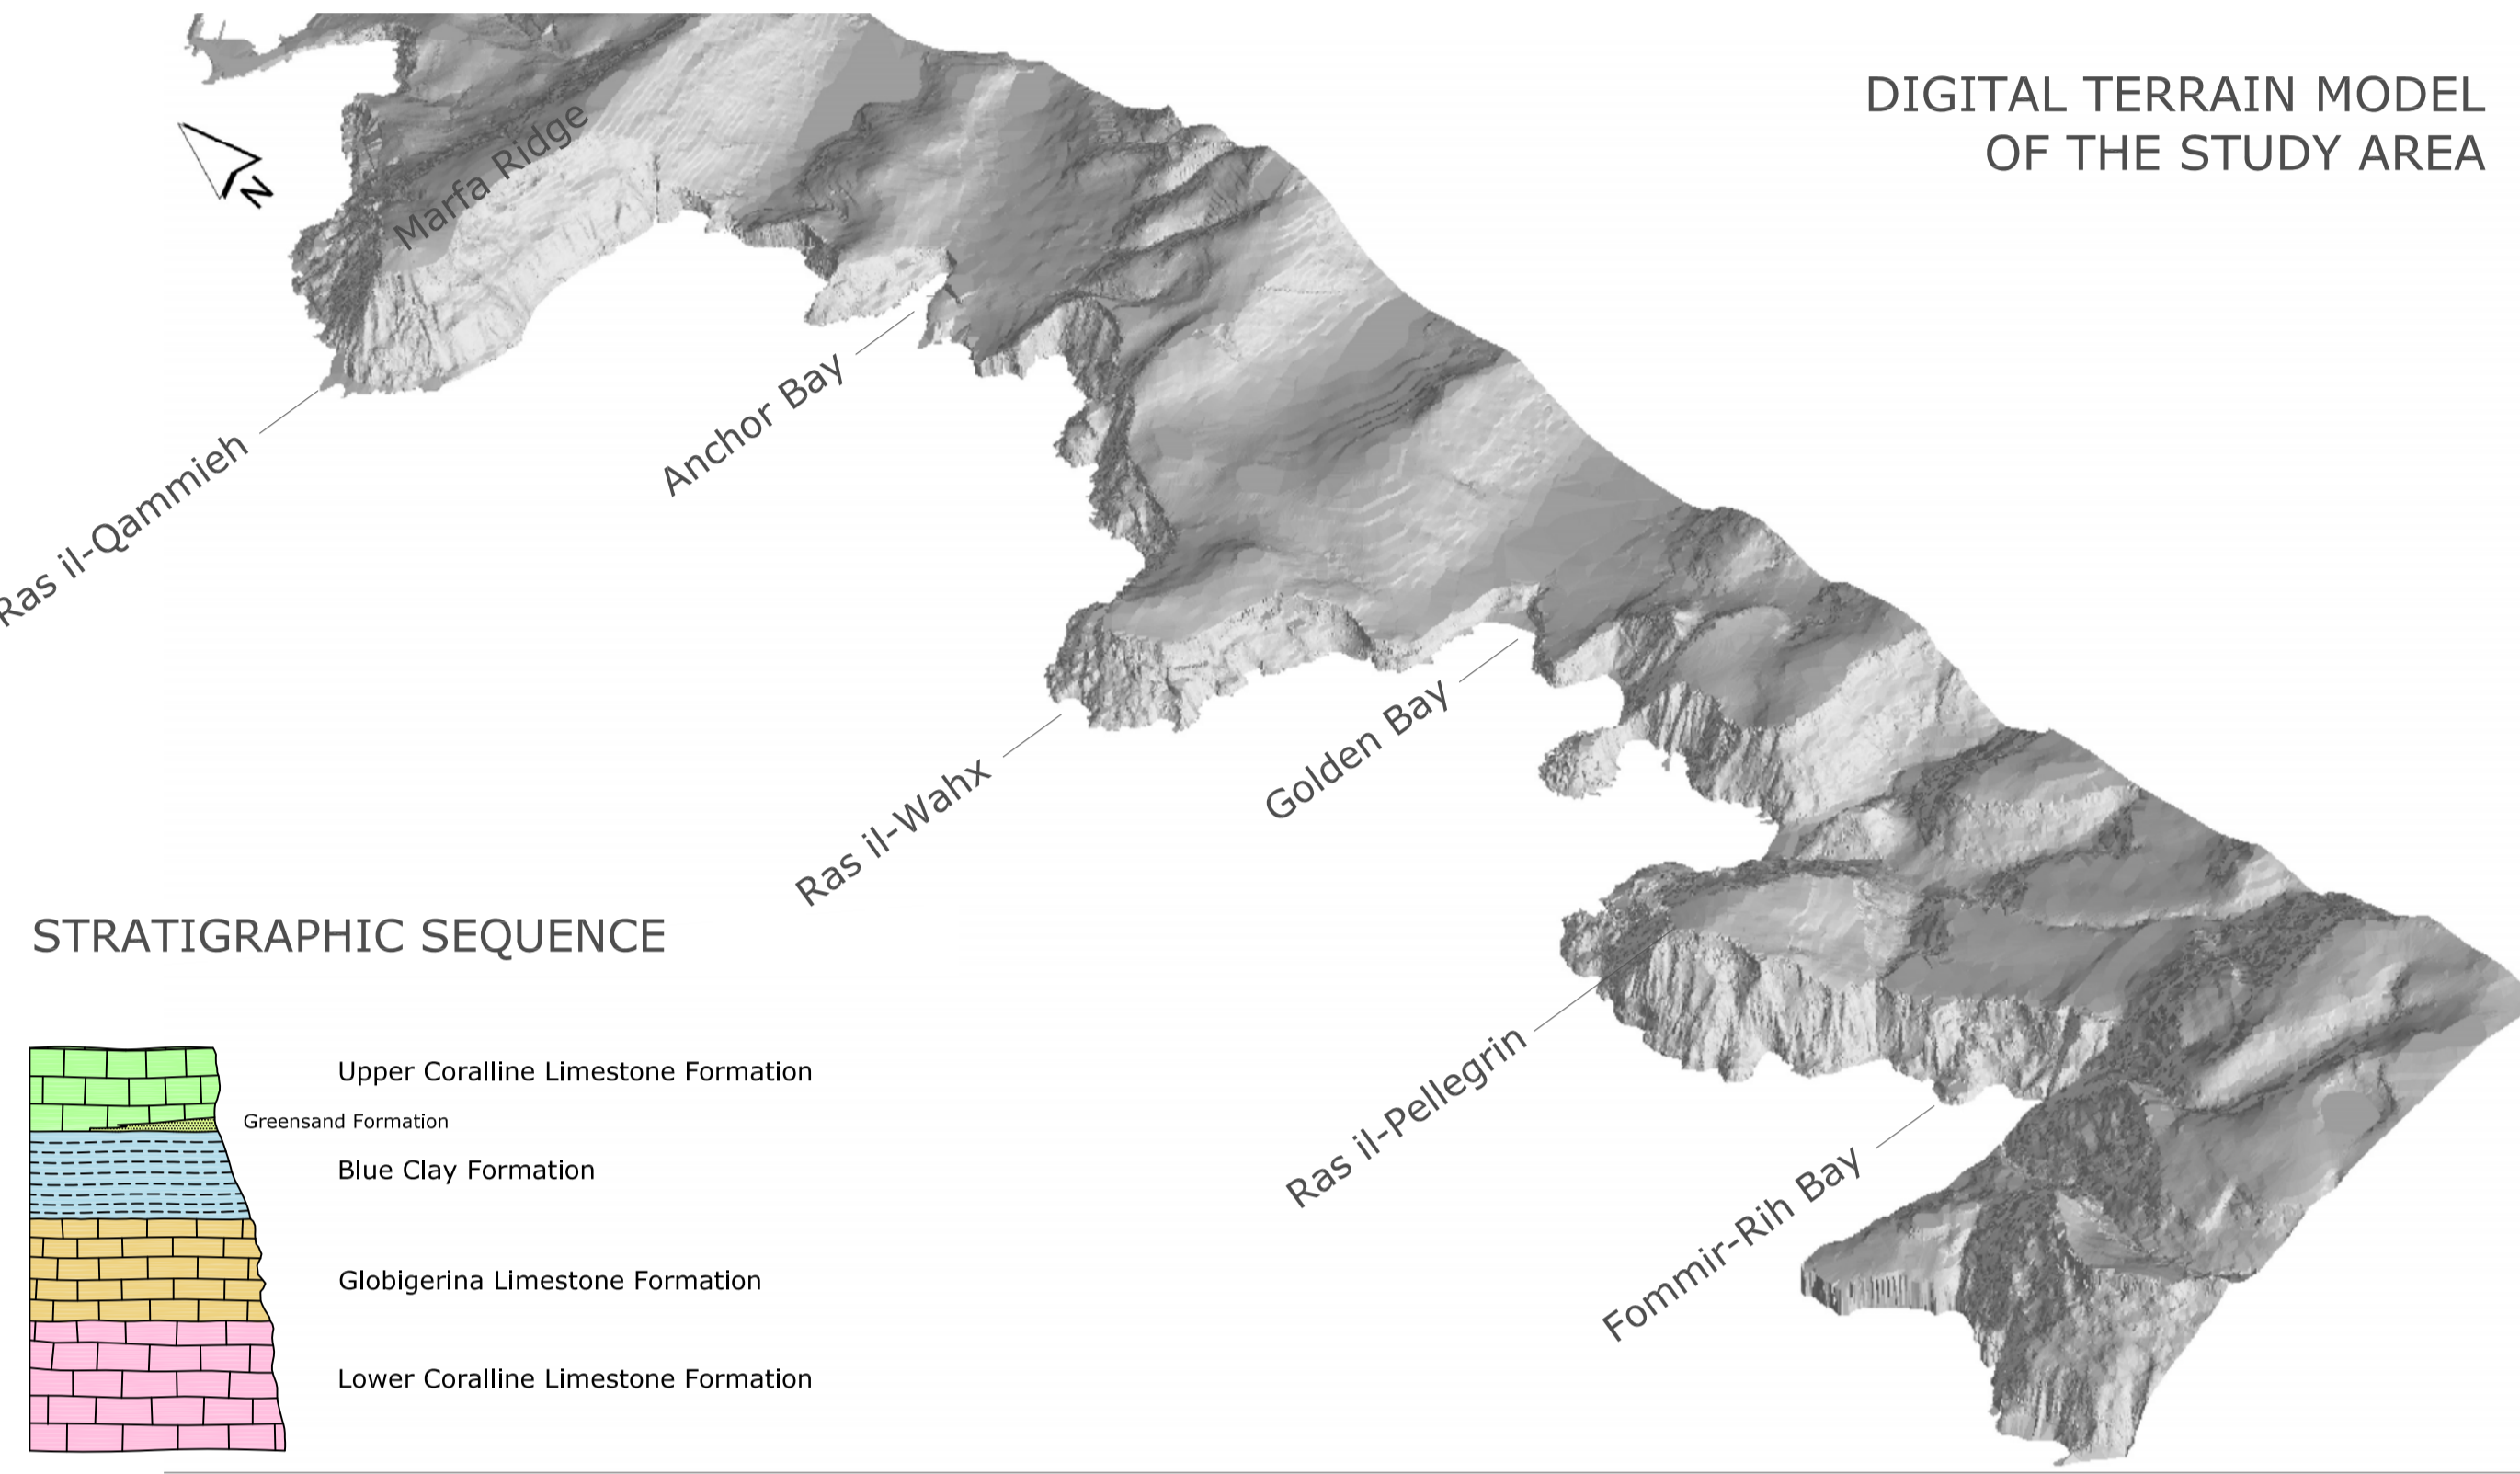 DIGITAL TERRAIN MODEL
OF THE STUDY AREA
N
Marfa Ridge
Ras il-Qammieh
Anchor Bay
Ras il-Wahx
Golden Bay
Ras il-Pellegrin
Fommir-Rih Bay
STRATIGRAPHIC SEQUENCE
Upper Coralline Limestone Formation
Greensand Formation
Blue Clay Formation
Globigerina Limestone Formation
Lower Coralline Limestone Formation